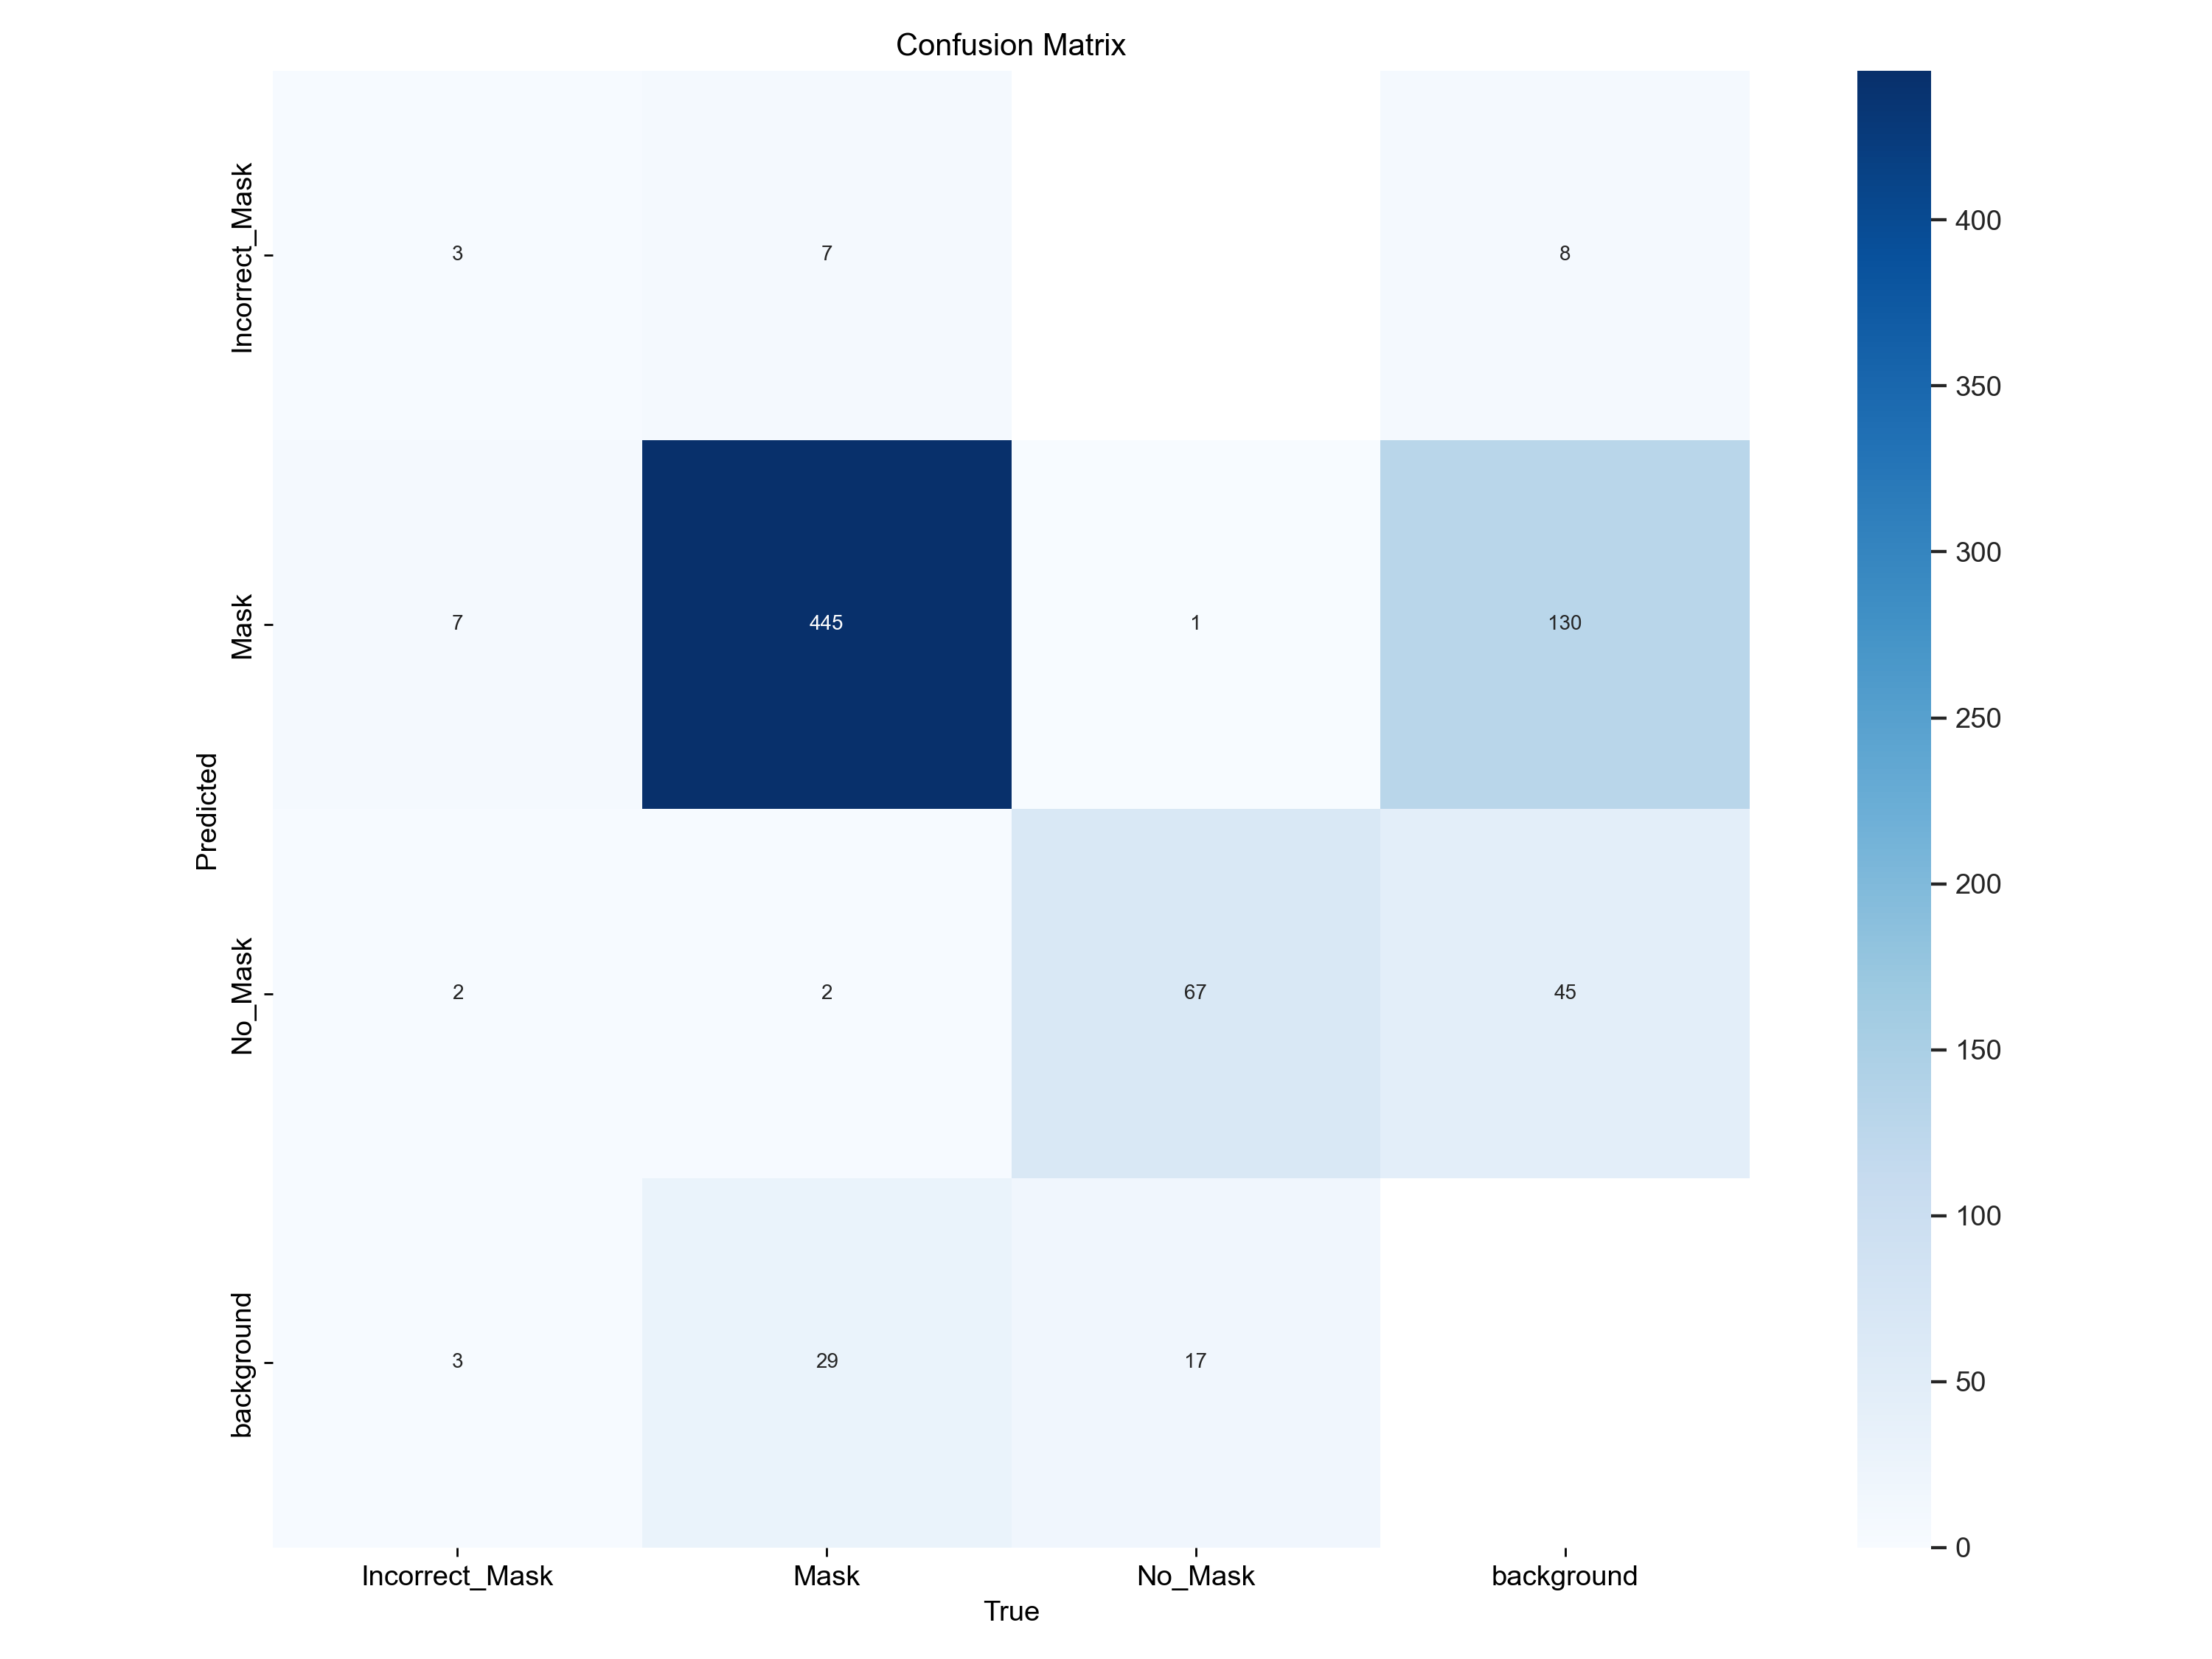 Confusion Matrix
Incorrect_Mask
3
7
8
Mask
7
445
1
130
No_Mask
2
2
67
45
background
3
29
17
Predicted
Incorrect_Mask
Mask
No_Mask
background
True
400
350
300
250
200
150
100
50
0